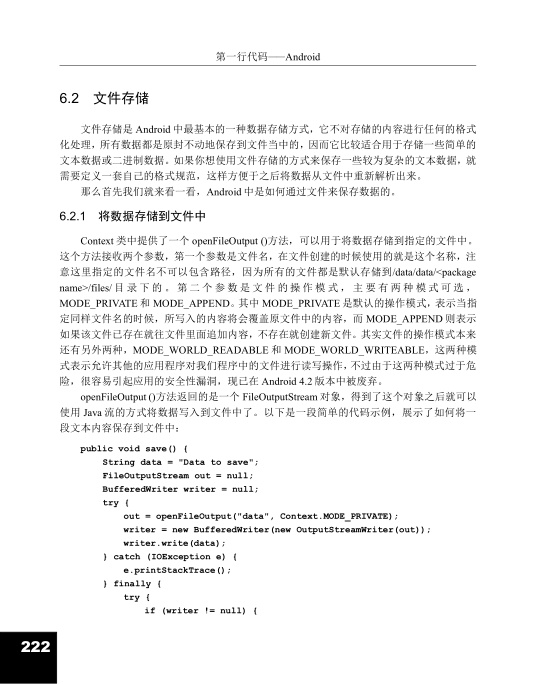 第一行代码——Android
6.2 文件存储
文件存储是 Android 中最基本的一种数据存储方式，它不对存储的内容进行任何的格式
化处理，所有数据都是原封不动地保存到文件当中的，因而它比较适合用于存储一些简单的
文本数据或二进制数据。如果你想使用文件存储的方式来保存一些较为复杂的文本数据，就
需要定义一套自己的格式规范，这样方便于之后将数据从文件中重新解析出来。
那么首先我们就来看一看，Android 中是如何通过文件来保存数据的。
6.2.1 将数据存储到文件中
Context 类中提供了一个 openFileOutput ()方法，可以用于将数据存储到指定的文件中。
这个方法接收两个参数，第一个参数是文件名，在文件创建的时候使用的就是这个名称，注
意这里指定的文件名不可以包含路径，因为所有的文件都是默认存储到/data/data/<package
name>/files/ 目录下的。第二个参数是文件的操作模式，主要有两种模式可选，
MODE_PRIVATE 和 MODE_APPEND。其中 MODE_PRIVATE 是默认的操作模式，表示当指
定同样文件名的时候，所写入的内容将会覆盖原文件中的内容，而 MODE_APPEND 则表示
如果该文件已存在就往文件里面追加内容，不存在就创建新文件。其实文件的操作模式本来
还有另外两种，MODE_WORLD_READABLE 和 MODE_WORLD_WRITEABLE，这两种模
式表示允许其他的应用程序对我们程序中的文件进行读写操作，不过由于这两种模式过于危
险，很容易引起应用的安全性漏洞，现已在 Android 4.2 版本中被废弃。
openFileOutput ()方法返回的是一个 FileOutputStream 对象，得到了这个对象之后就可以
使用 Java 流的方式将数据写入到文件中了。以下是一段简单的代码示例，展示了如何将一
段文本内容保存到文件中：
public void save() {
String data = "Data to save";
FileOutputStream out = null;
BufferedWriter writer = null;
try {
out = openFileOutput("data", Context.MODE_PRIVATE);
writer = new BufferedWriter(new OutputStreamWriter(out));
writer.write(data);
} catch (IOException e) {
e.printStackTrace();
} finally {
try {
if (writer != null) {
222